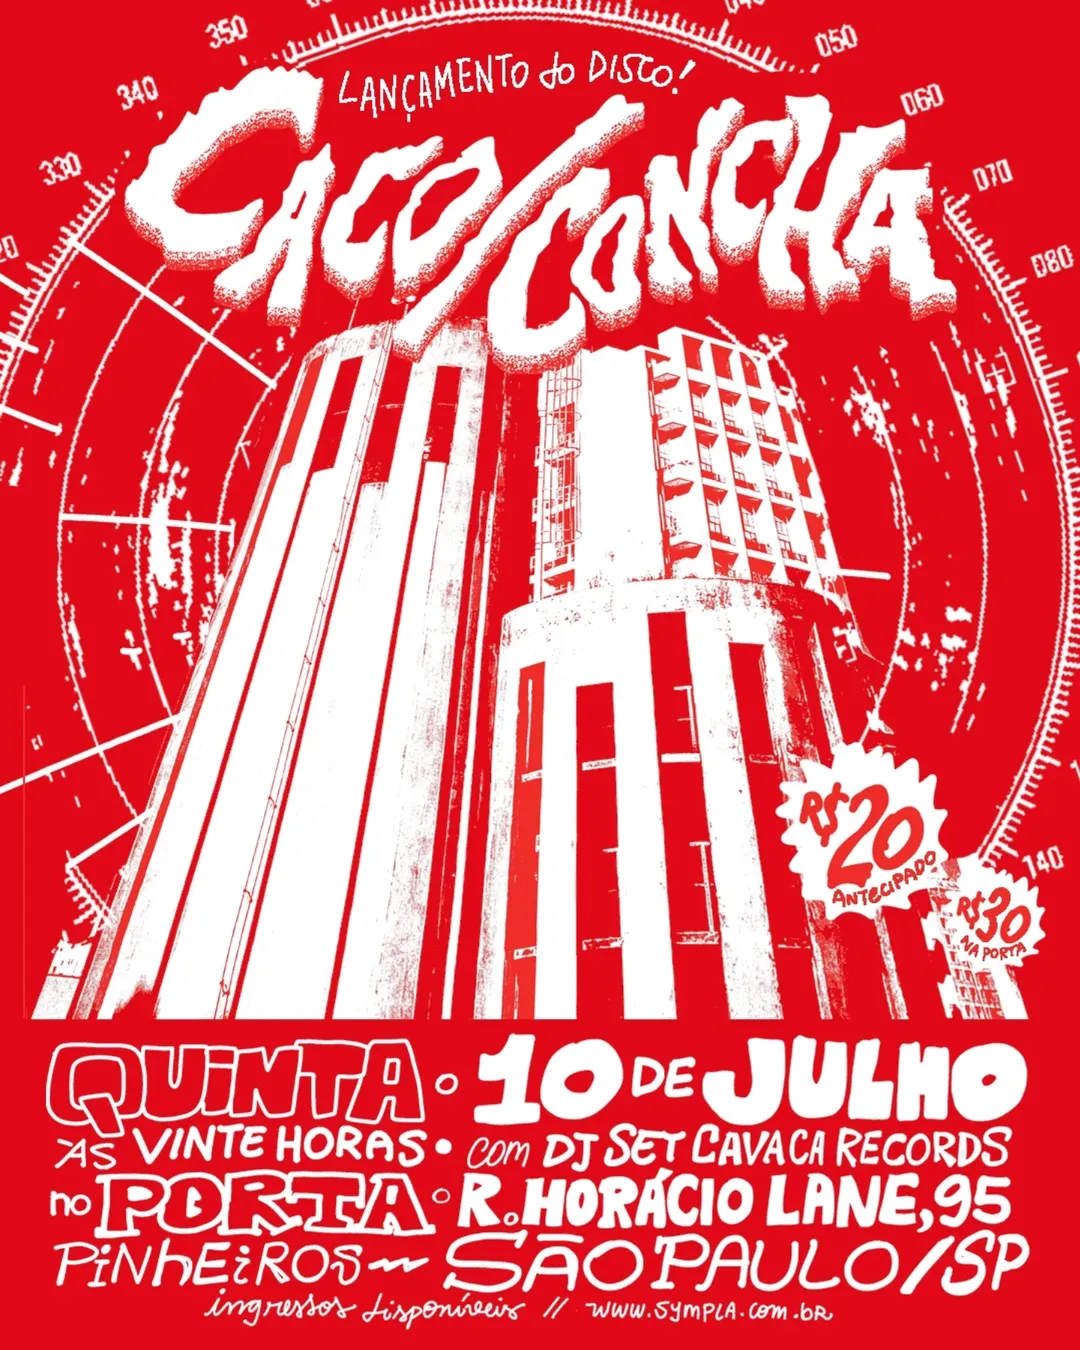 040
350
050
340
LANÇAMENTO do DISCO!
060
330
CACO/CONCHA
070
20
080
R$20
ANTECIPADO
140
R$30
NA PORTA
QUINTA • 10 DE JULHO
ÀS VINTE HORAS • com DJ SET CAVACA RECORDS
no PORTA • R. HORÁCIO LANE, 95
PINHEIROS ~ SÃO PAULO/SP
ingressos disponíveis // www.sympla.com.br